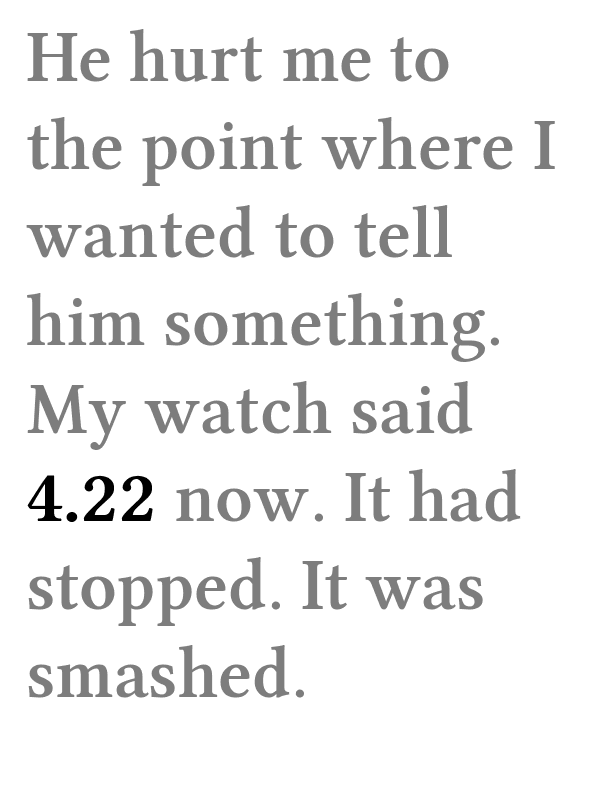 He hurt me to
the point where I
wanted to tell
him something.
My watch said
4.22 now. It had
stopped. It was
smashed.